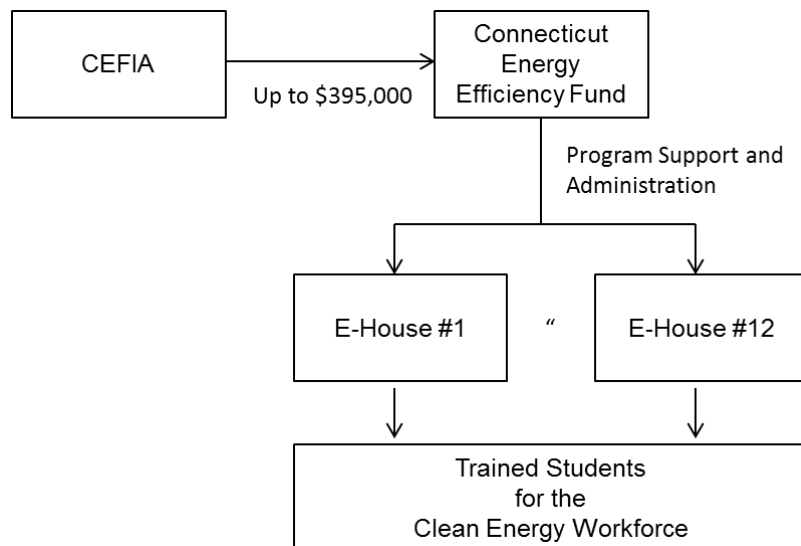 CEFIA
Up to $395,000
Connecticut
Energy
Efficiency Fund
Program Support and
Administration
E-House #1
“
E-House #12
Trained Students
for the
Clean Energy Workforce